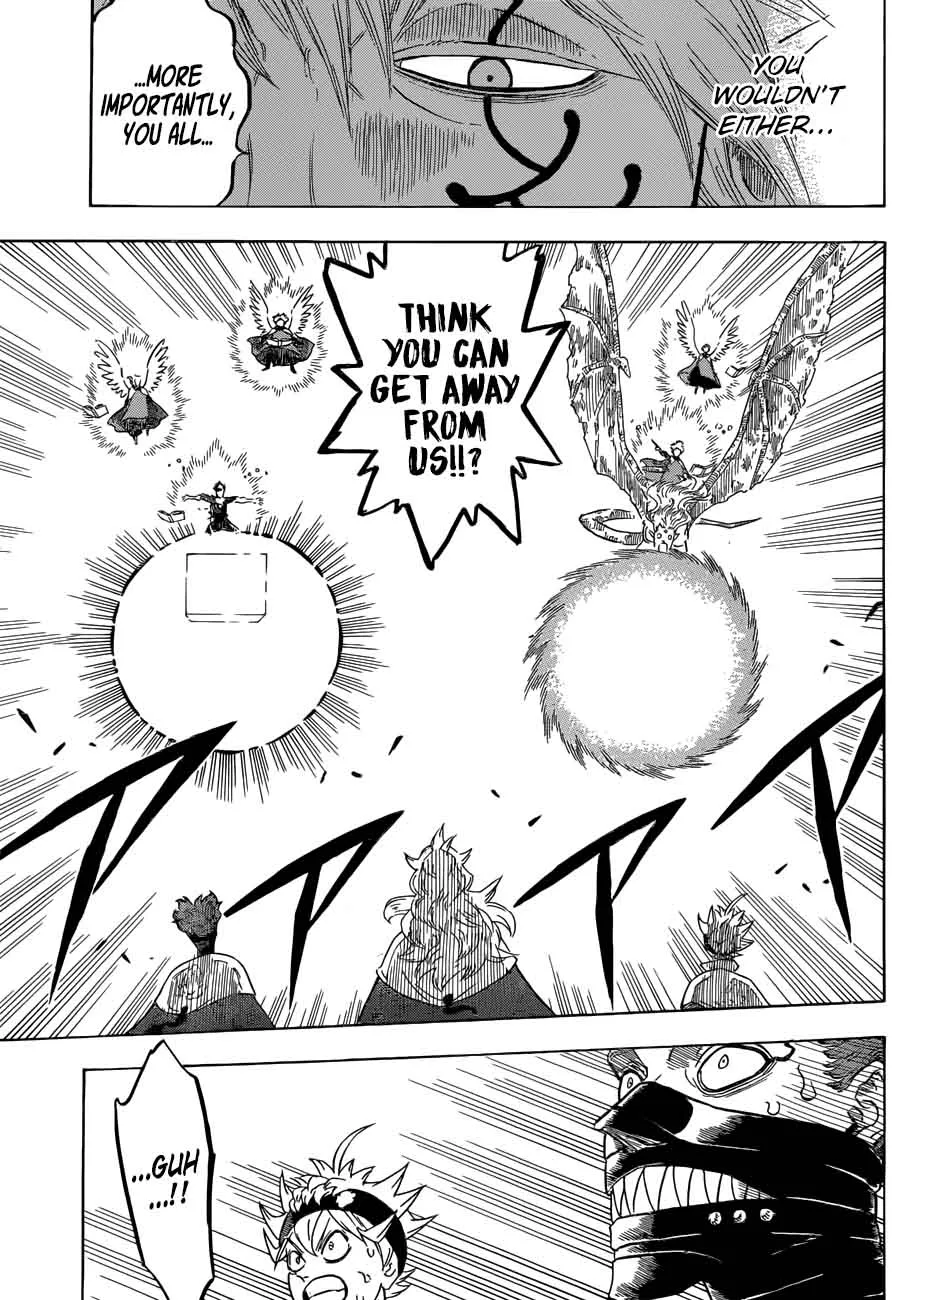 YOU
WOULDN'T
EITHER...
...MORE
IMPORTANTLY,
YOU ALL...
THINK
YOU CAN
GET AWAY
FROM
US!!?
...GUH
...!!